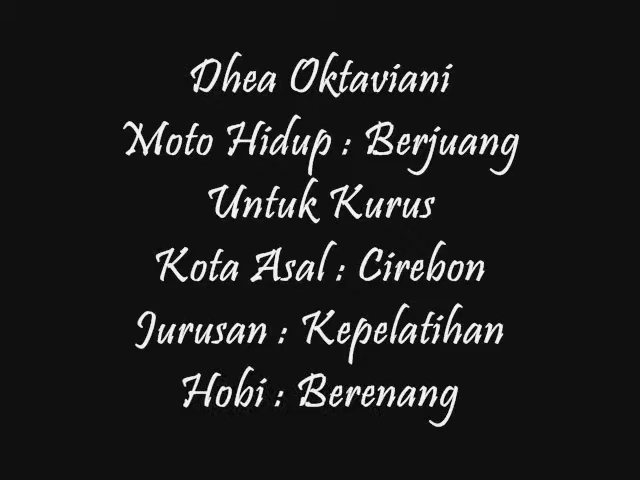 Dhea Oktaviani
Moto Hidup : Berjuang
Untuk Kurus
Kota Asal : Cirebon
Jurusan : Kepelatihan
Hobi : Berenang